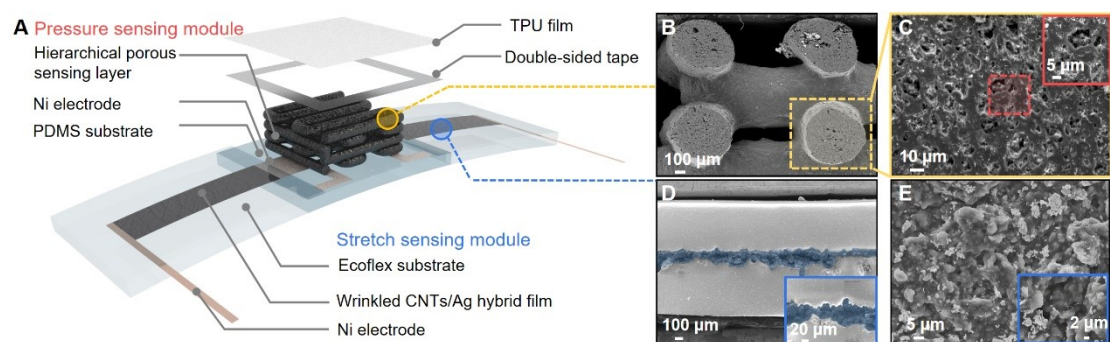 A Pressure sensing module
Hierarchical porous
sensing layer
Ni electrode
PDMS substrate
TPU film
Double-sided tape
Stretch sensing module
Ecoflex substrate
Wrinkled CNTs/Ag hybrid film
Ni electrode
B
100 μm
C
5 μm
10 μm
D
100 μm
20 μm
E
5 μm
2 μm